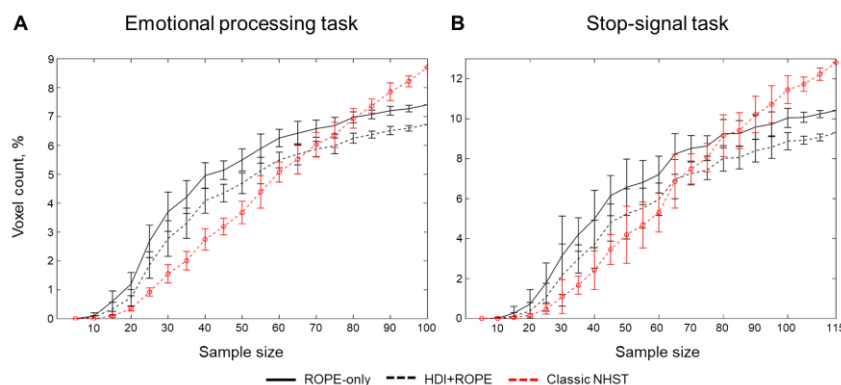 A Emotional processing task
B Stop-signal task
Voxel count, %
9
8
7
6
5
4
3
2
1
0
10 20 30 40 50 60 70 80 90 100
Sample size
12
10
8
6
4
2
0
10 20 30 40 50 60 70 80 90 100 115
Sample size
ROPE-only HDI+ROPE Classic NHST